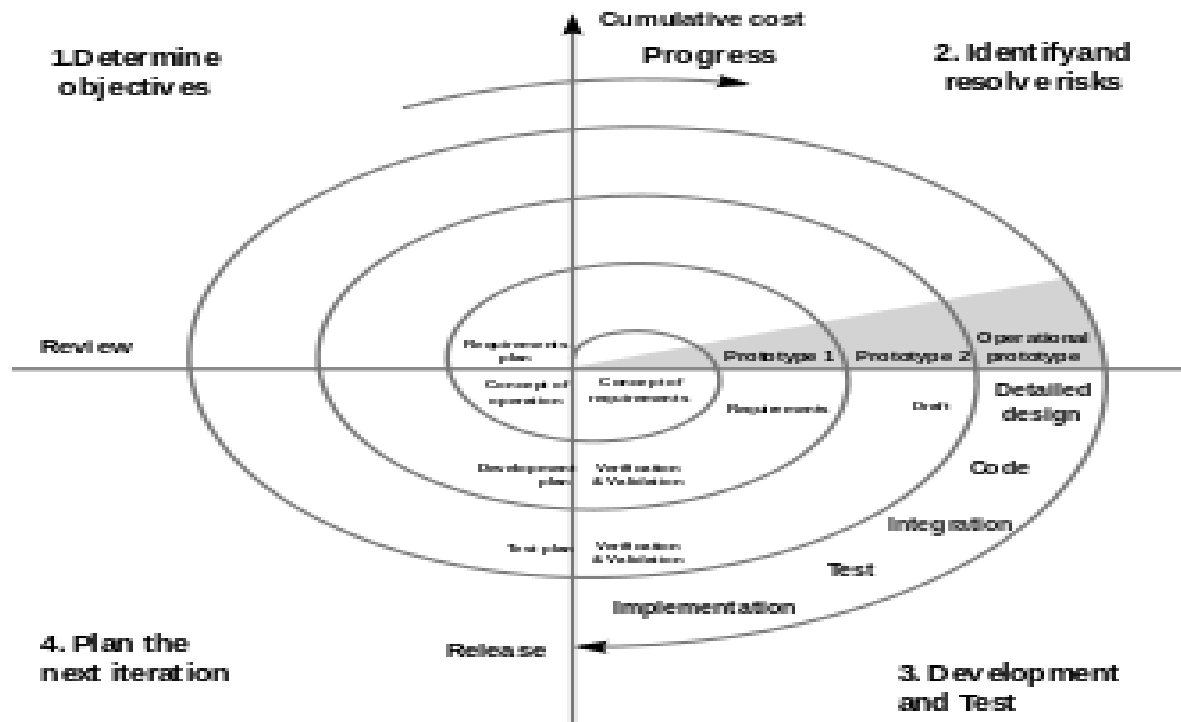 Cumulative cost
Progress
1.Determine
objectives
2. Identify and
resolve risks
Review
Requirements
plan
Prototype 1
Prototype 2
Operational
prototype
Concept of
operation
Concept of
requirements
Requirements
Draft
Detailed
design
Development
plan
Verification
& Validation
Code
Integration
Test plan
Verification
& Validation
Test
Implementation
4. Plan the
next iteration
Release
3. Development
and Test